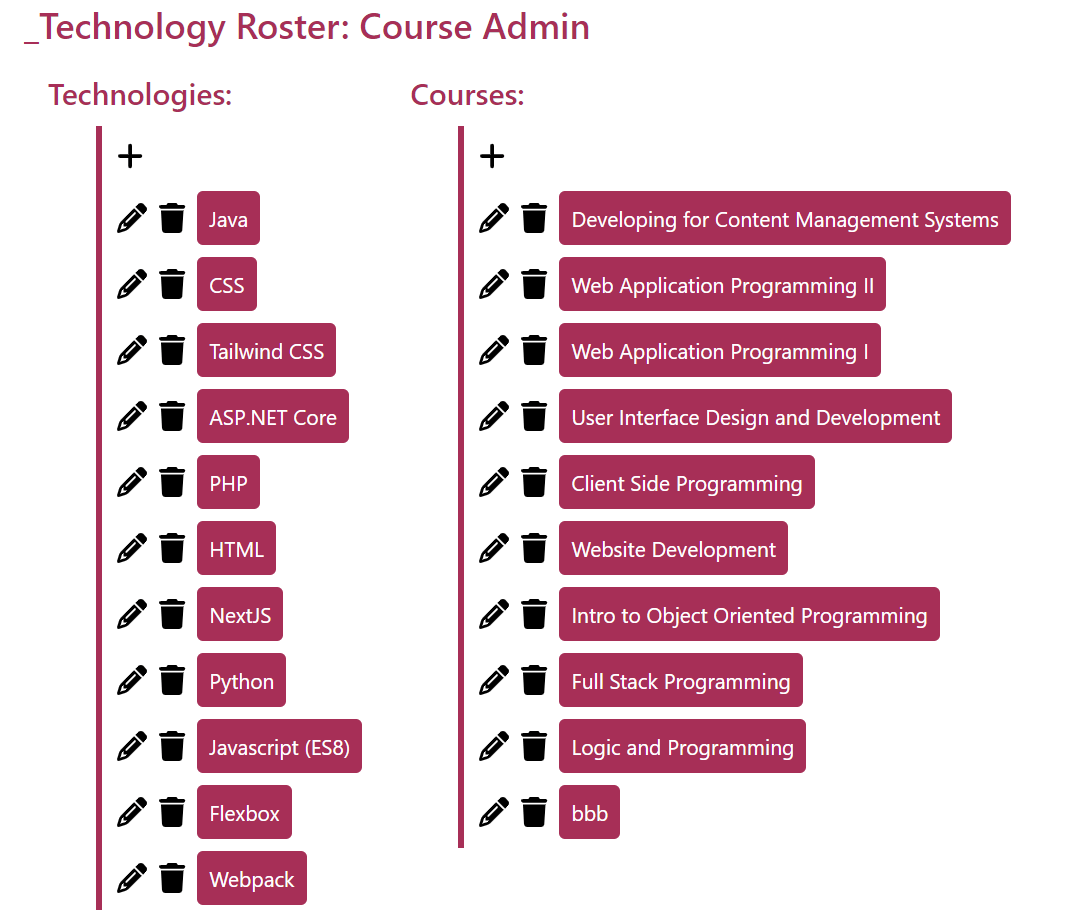 _Technology Roster: Course Admin
Technologies:
Java
CSS
Tailwind CSS
ASP.NET Core
PHP
HTML
NextJS
Python
Javascript (ES8)
Flexbox
Webpack
Courses:
Developing for Content Management Systems
Web Application Programming II
Web Application Programming I
User Interface Design and Development
Client Side Programming
Website Development
Intro to Object Oriented Programming
Full Stack Programming
Logic and Programming
bbb